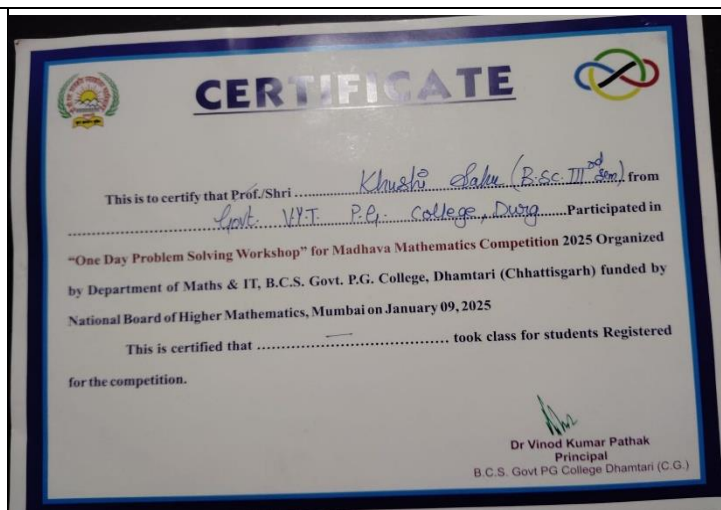 CERTIFICATE
This is to certify that Prof./Shri ............ Khushi Sahu (B.Sc. IIIrd Sem) from
............ Govt. V.Y.T. P.G. College, Durg ......Participated in
“One Day Problem Solving Workshop” for Madhava Mathematics Competition 2025 Organized
by Department of Maths & IT, B.C.S. Govt. P.G. College, Dhamtari (Chhattisgarh) funded by
National Board of Higher Mathematics, Mumbai on January 09, 2025
This is certified that .......... — .......... took class for students Registered
for the competition.
Dr Vinod Kumar Pathak
Principal
B.C.S. Govt PG College Dhamtari (C.G.)